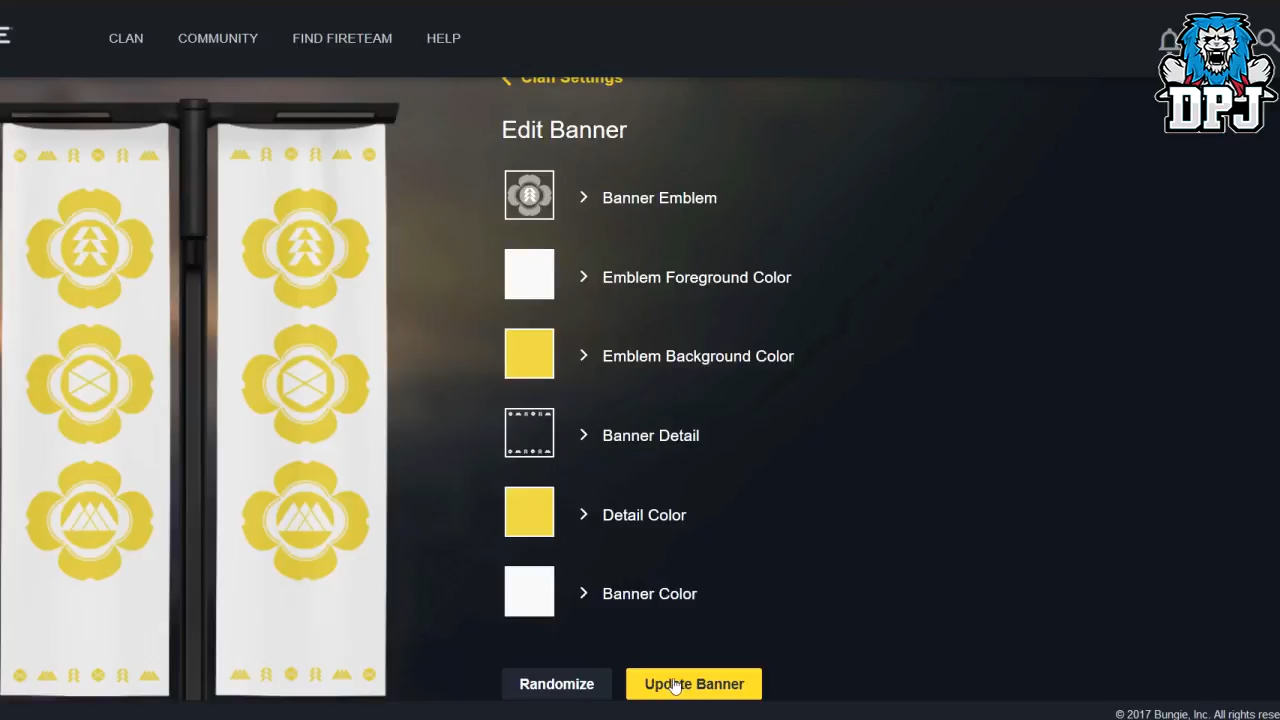 CLAN COMMUNITY FIND FIRETEAM HELP
DPJ
Clan Settings
Edit Banner
Banner Emblem
Emblem Foreground Color
Emblem Background Color
Banner Detail
Detail Color
Banner Color
Randomize Update Banner
© 2017 Bungie, Inc. All rights rese